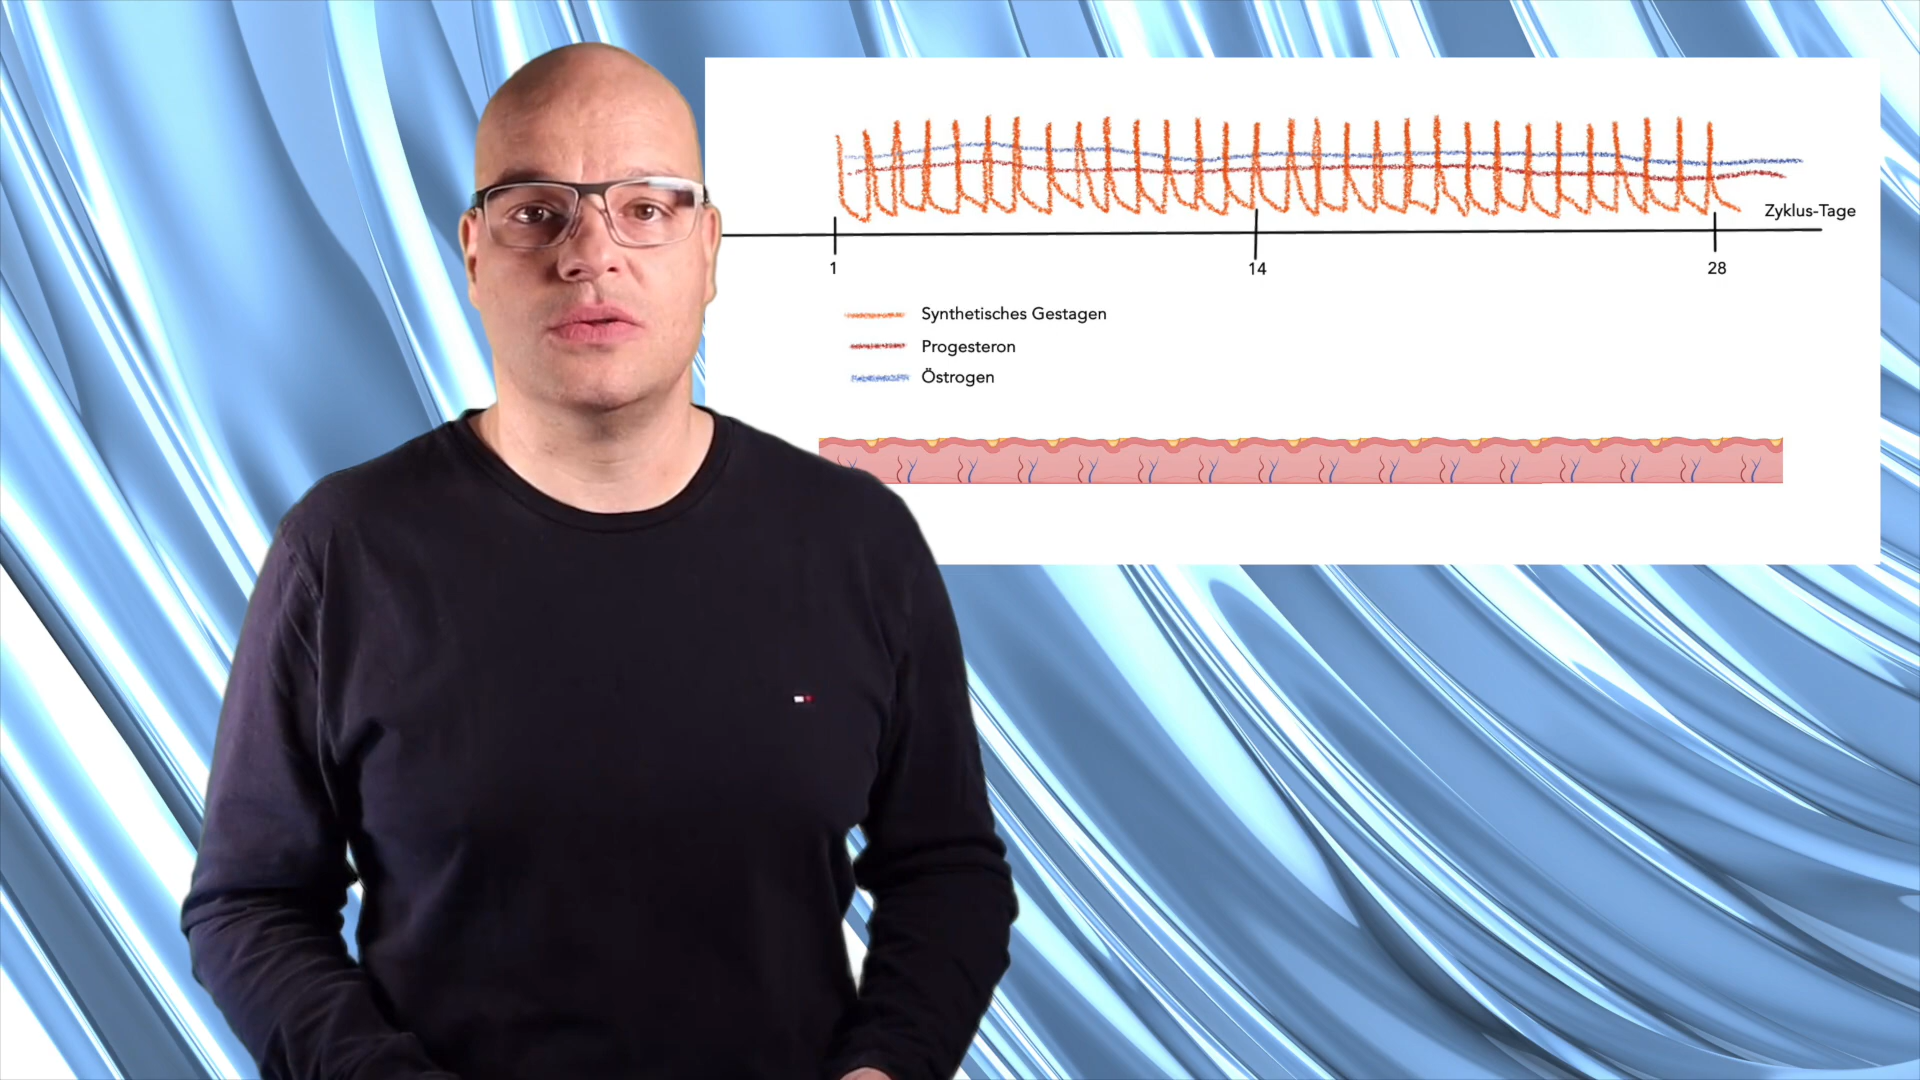 Zyklus-Tage
1
14
28
Synthetisches Gestagen
Progesteron
Östrogen